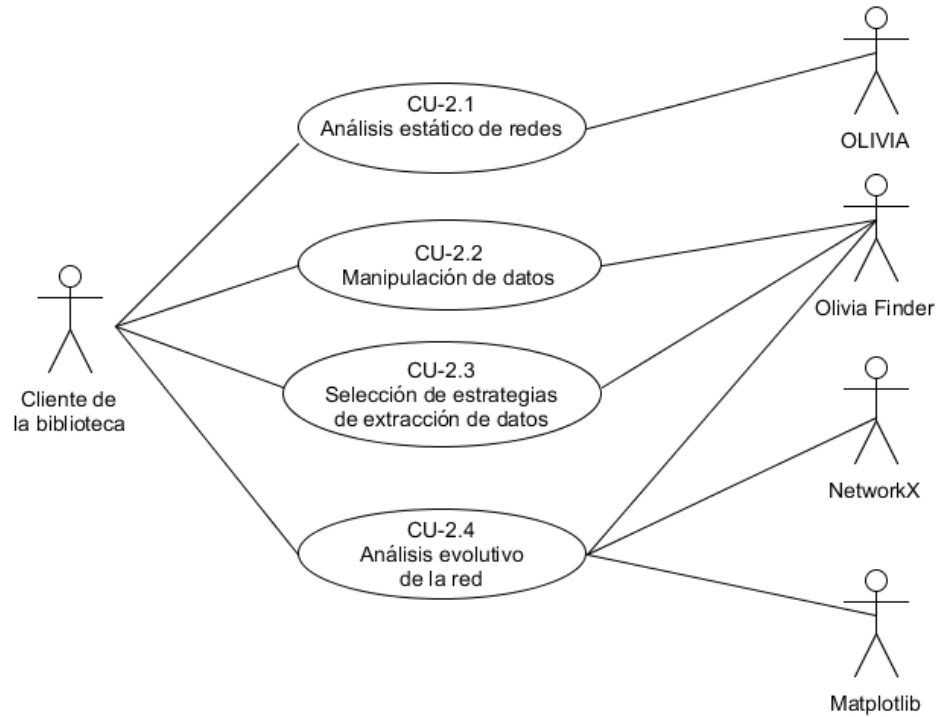 CU-2.1
Análisis estático de redes
OLIVIA
CU-2.2
Manipulación de datos
Olivia Finder
CU-2.3
Selección de estrategias
de extracción de datos
Cliente de
la biblioteca
NetworkX
CU-2.4
Análisis evolutivo
de la red
Matplotlib